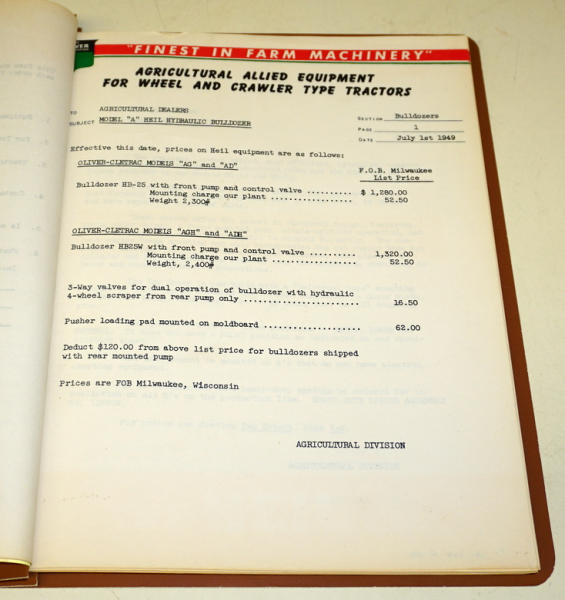 VER
"FINEST IN FARM MACHINERY"
AGRICULTURAL ALLIED EQUIPMENT
FOR WHEEL AND CRAWLER TYPE TRACTORS
TO AGRICULTURAL DEALERS
SUBJECT MODEL "A" HEIL HYDRAULIC BULLDOZER
SECTION Bulldozers
PAGE 1
DATE July 1st 1949
Effective this date, prices on Heil equipment are as follows:
OLIVER-CLETRAC MODELS "AG" and "AD"
F.O.B. Milwaukee
List Price
Bulldozer HB-25 with front pump and control valve .......... $ 1,280.00
Mounting charge our plant .................. 52.50
Weight 2,300#
OLIVER-CLETRAC MODELS "AGH" and "ADH"
Bulldozer HB25W with front pump and control valve .......... 1,320.00
Mounting charge our plant .................. 52.50
Weight, 2,400#
3-Way valves for dual operation of bulldozer with hydraulic
4-wheel scraper from rear pump only ........................ 16.50
Pusher loading pad mounted on moldboard .................... 62.00
Deduct $120.00 from above list price for bulldozers shipped
with rear mounted pump
Prices are FOB Milwaukee, Wisconsin
AGRICULTURAL DIVISION